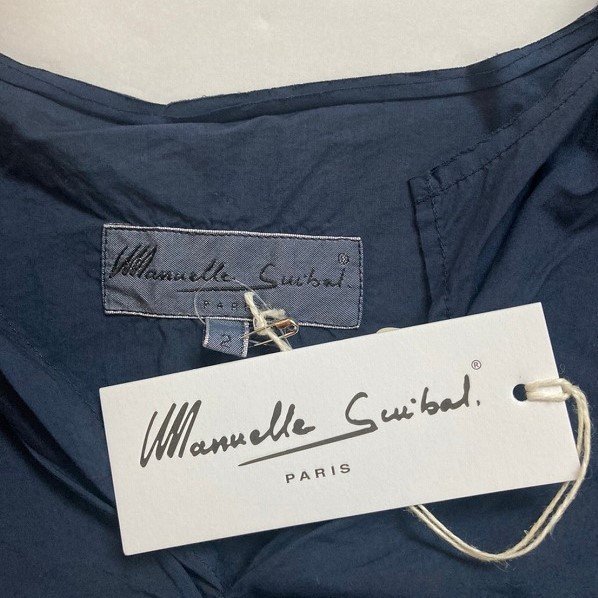 Manuelle Guibal ®
PARIS
2
Manuelle Guibal. ®
PARIS